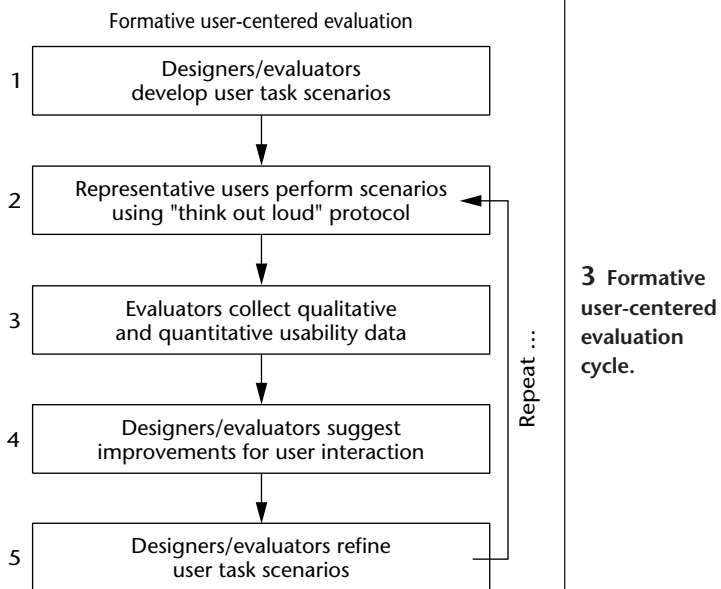 Formative user-centered evaluation
1
Designers/evaluators
develop user task scenarios
2
Representative users perform scenarios
using "think out loud" protocol
3
Evaluators collect qualitative
and quantitative usability data
4
Designers/evaluators suggest
improvements for user interaction
5
Designers/evaluators refine
user task scenarios
Repeat ...
3 Formative
user-centered
evaluation
cycle.